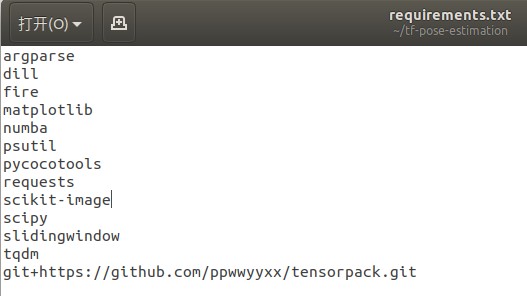 打开(O)
requirements.txt
~/tf-pose-estimation
argparse
dill
fire
matplotlib
numba
psutil
pycocotools
requests
scikit-image
scipy
slidingwindow
tqdm
git+https://github.com/ppwwyyxx/tensorpack.git